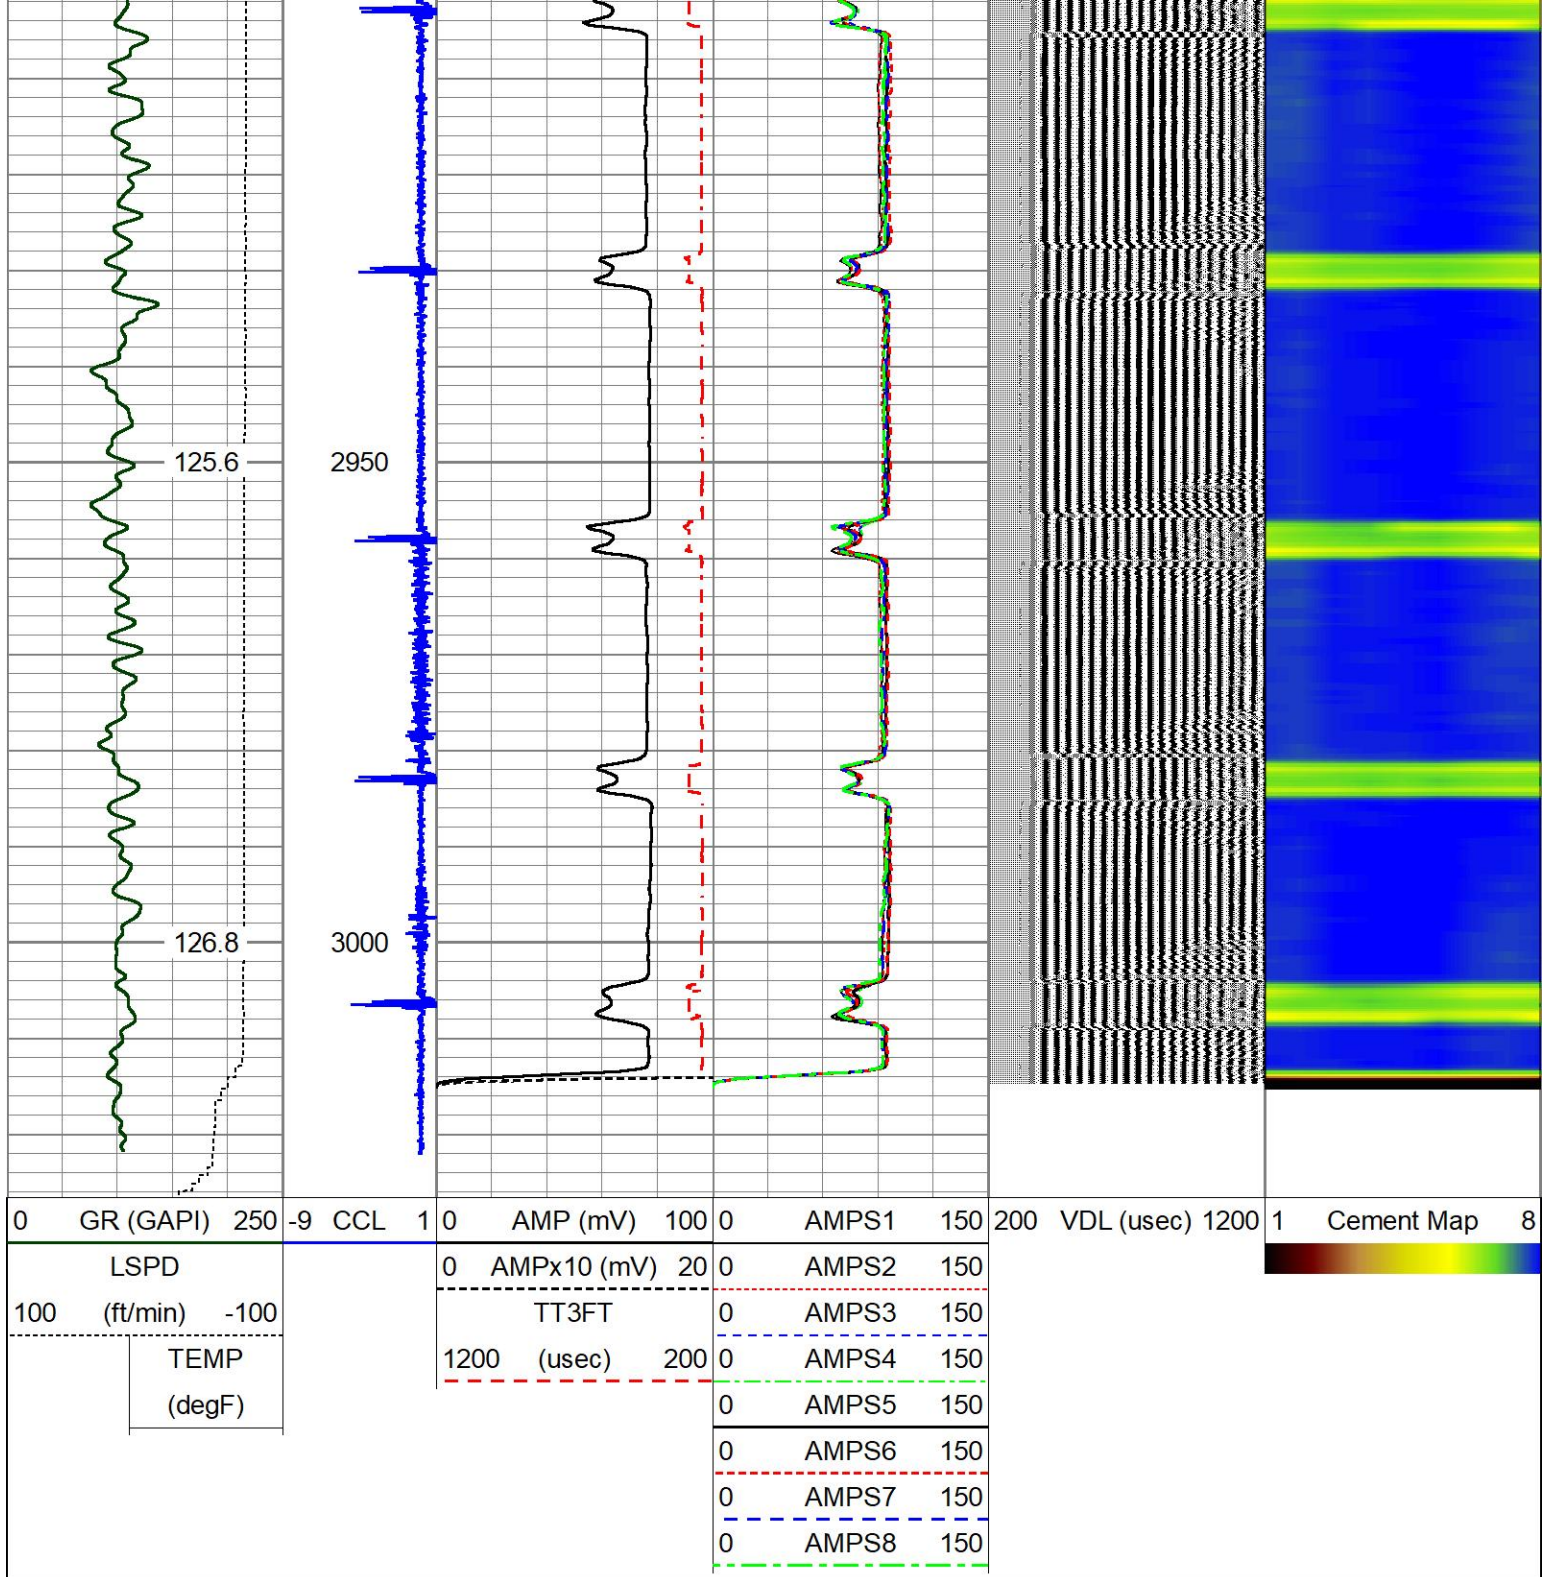 125.6 2950
126.8 3000
0 GR (GAPI) 250 -9 CCL 1 0 AMP (mV) 100 0 AMPS1 150 200 VDL (usec) 1200 1 Cement Map 8
LSPD 0 AMPx10 (mV) 20 0 AMPS2 150
100 (ft/min) -100 TT3FT 0 AMPS3 150
TEMP 1200 (usec) 200 0 AMPS4 150
(degF) 0 AMPS5 150
0 AMPS6 150
0 AMPS7 150
0 AMPS8 150